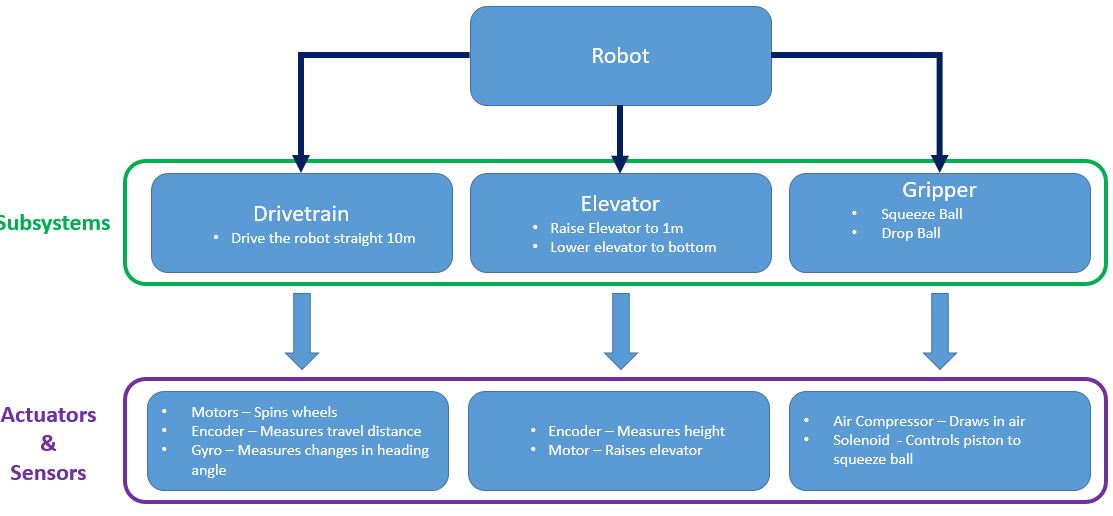 Robot
Subsystems
Drivetrain
• Drive the robot straight 10m
Elevator
• Raise Elevator to 1m
• Lower elevator to bottom
Gripper
• Squeeze Ball
• Drop Ball
Actuators
&
Sensors
• Motors – Spins wheels
• Encoder – Measures travel distance
• Gyro – Measures changes in heading
angle
• Encoder – Measures height
• Motor – Raises elevator
• Air Compressor – Draws in air
• Solenoid - Controls piston to
squeeze ball